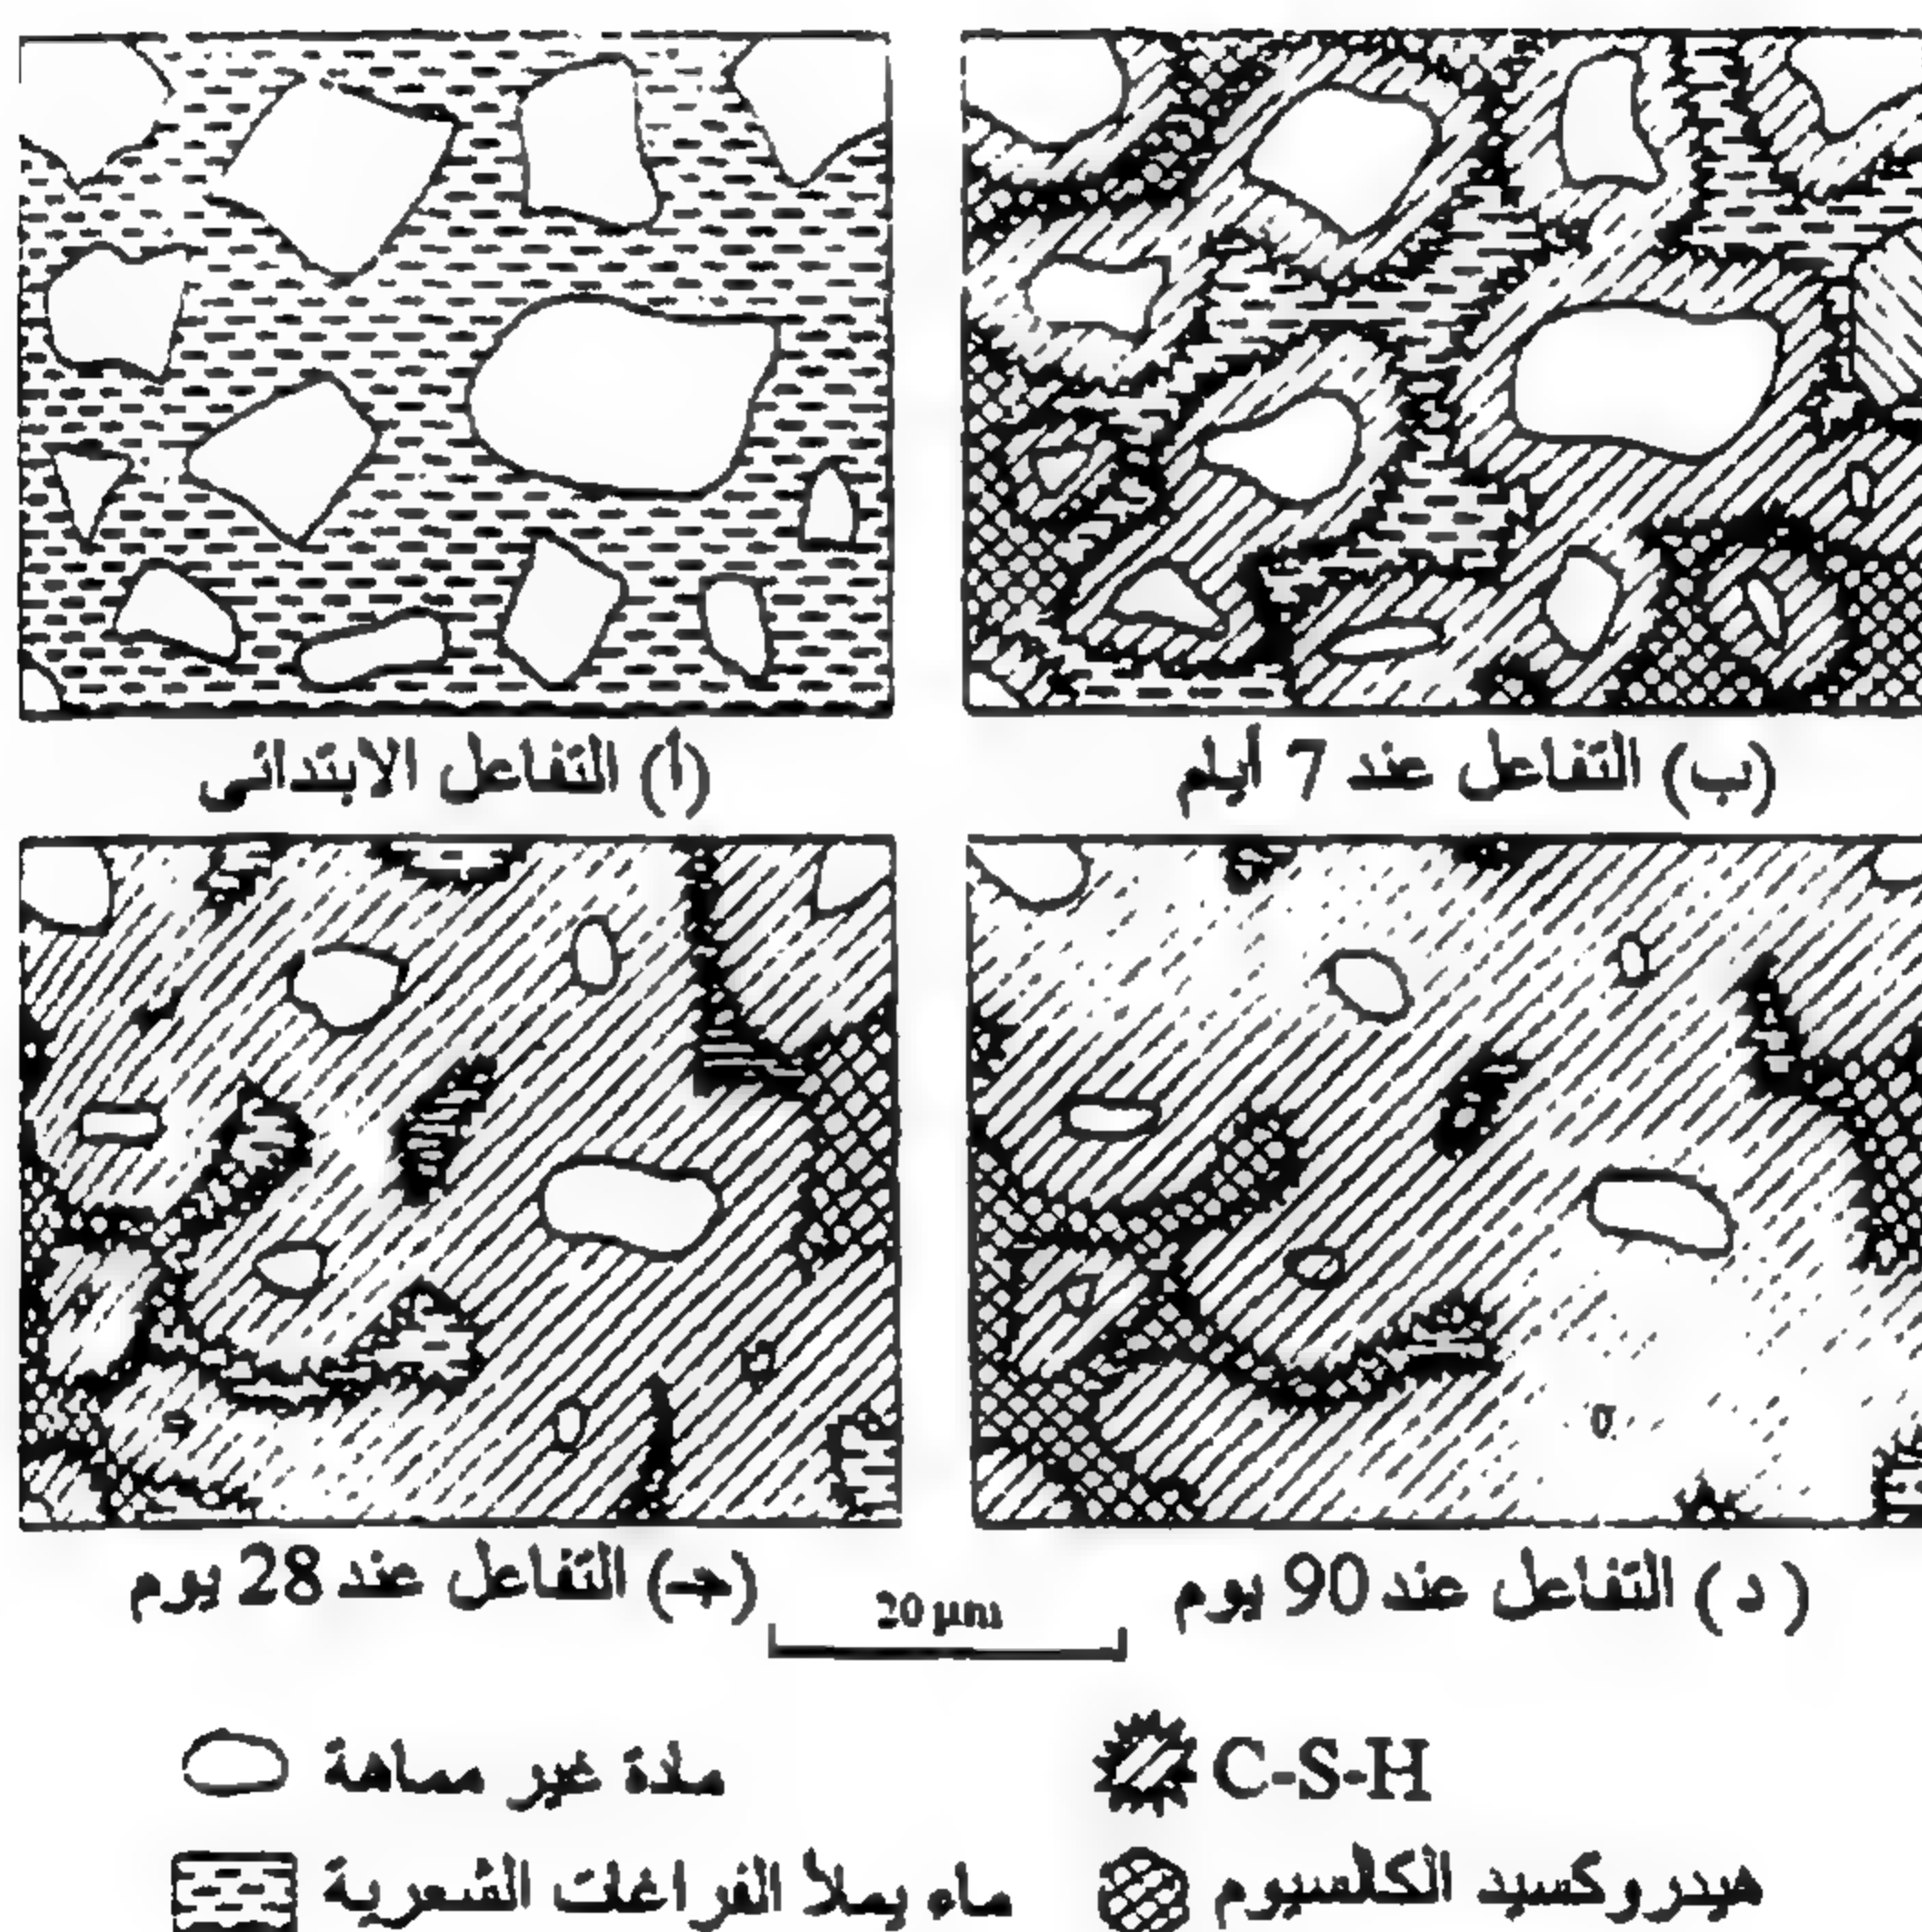 (أ) التفاعل الابتدائى
(ب) التفاعل عند 7 أيام
(جـ) التفاعل عند 28 يوم
20 µm
(د) التفاعل عند 90 يوم
مادة غير مماهة
C-S-H
ماء يملأ الفراغات الشعرية
هيدروكسيد الكالسيوم